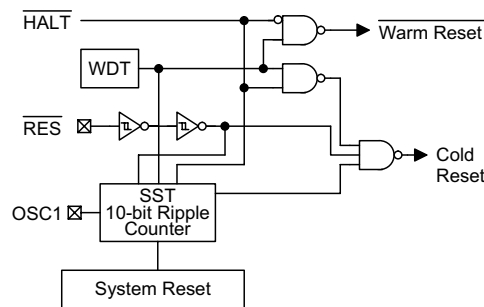 HALT
Warm Reset
WDT
RES
Cold
Reset
SST
10-bit Ripple
Counter
OSC1
System Reset